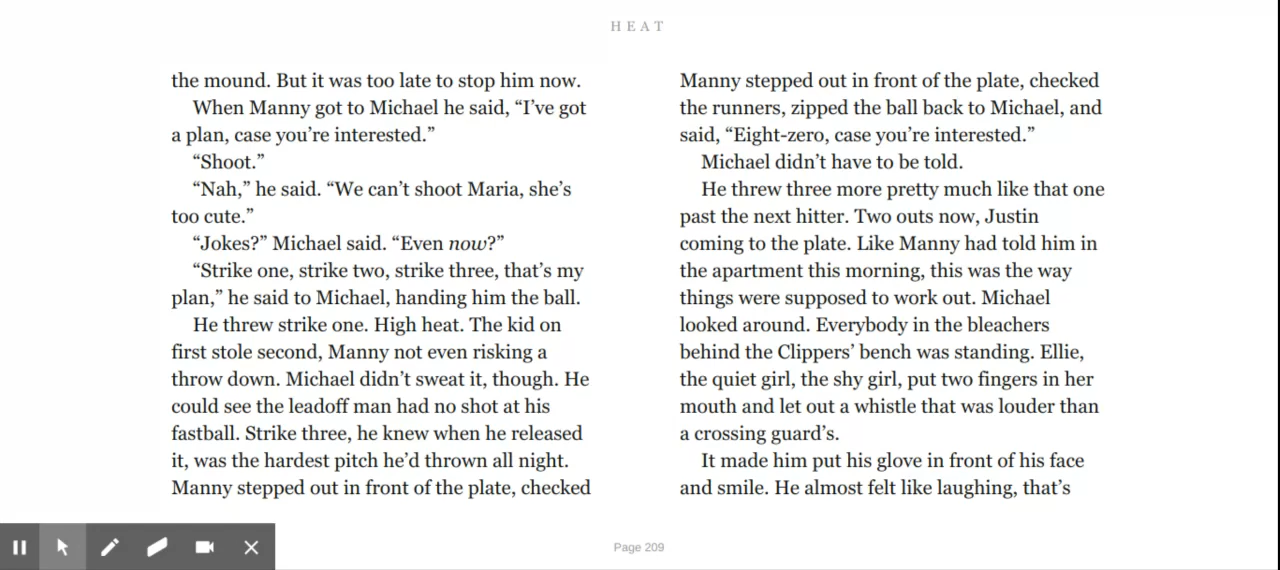 HEAT
the mound. But it was too late to stop him now.
When Manny got to Michael he said, “I’ve got
a plan, case you’re interested.”
“Shoot.”
“Nah,” he said. “We can’t shoot Maria, she’s
too cute.”
“Jokes?” Michael said. “Even now?”
“Strike one, strike two, strike three, that’s my
plan,” he said to Michael, handing him the ball.
He threw strike one. High heat. The kid on
first stole second, Manny not even risking a
throw down. Michael didn’t sweat it, though. He
could see the leadoff man had no shot at his
fastball. Strike three, he knew when he released
it, was the hardest pitch he’d thrown all night.
Manny stepped out in front of the plate, checked
Manny stepped out in front of the plate, checked
the runners, zipped the ball back to Michael, and
said, “Eight-zero, case you’re interested.”
Michael didn’t have to be told.
He threw three more pretty much like that one
past the next hitter. Two outs now, Justin
coming to the plate. Like Manny had told him in
the apartment this morning, this was the way
things were supposed to work out. Michael
looked around. Everybody in the bleachers
behind the Clippers’ bench was standing. Ellie,
the quiet girl, the shy girl, put two fingers in her
mouth and let out a whistle that was louder than
a crossing guard’s.
It made him put his glove in front of his face
and smile. He almost felt like laughing, that’s
Page 209